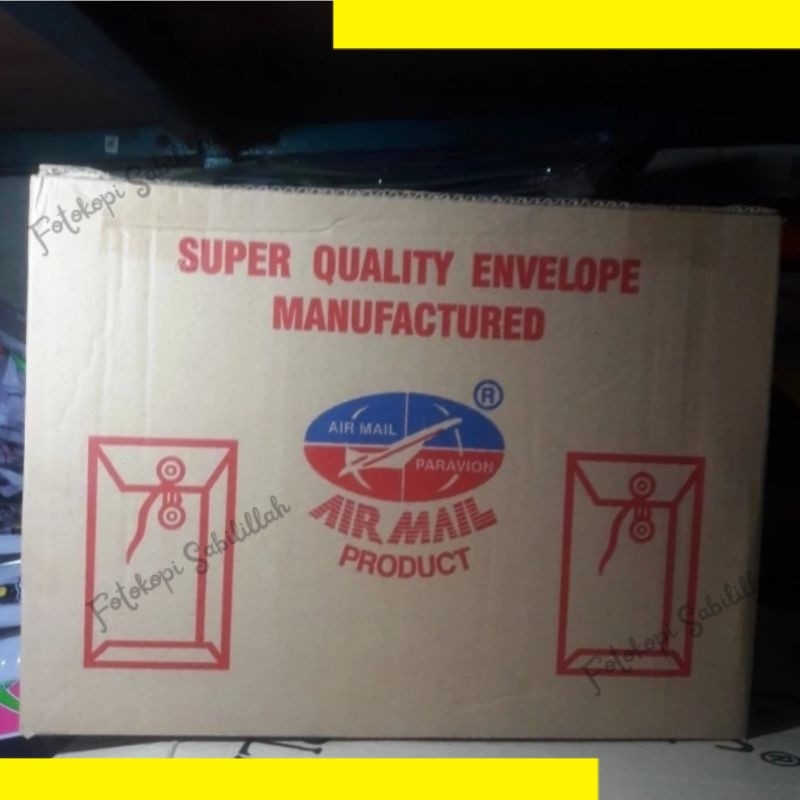 Fotokopi Sabilillah
SUPER QUALITY ENVELOPE
MANUFACTURED
®
AIR MAIL
PARAVION
AIR MAIL
PRODUCT
Fotokopi Sabilillah
Fotokopi Sabilillah
®